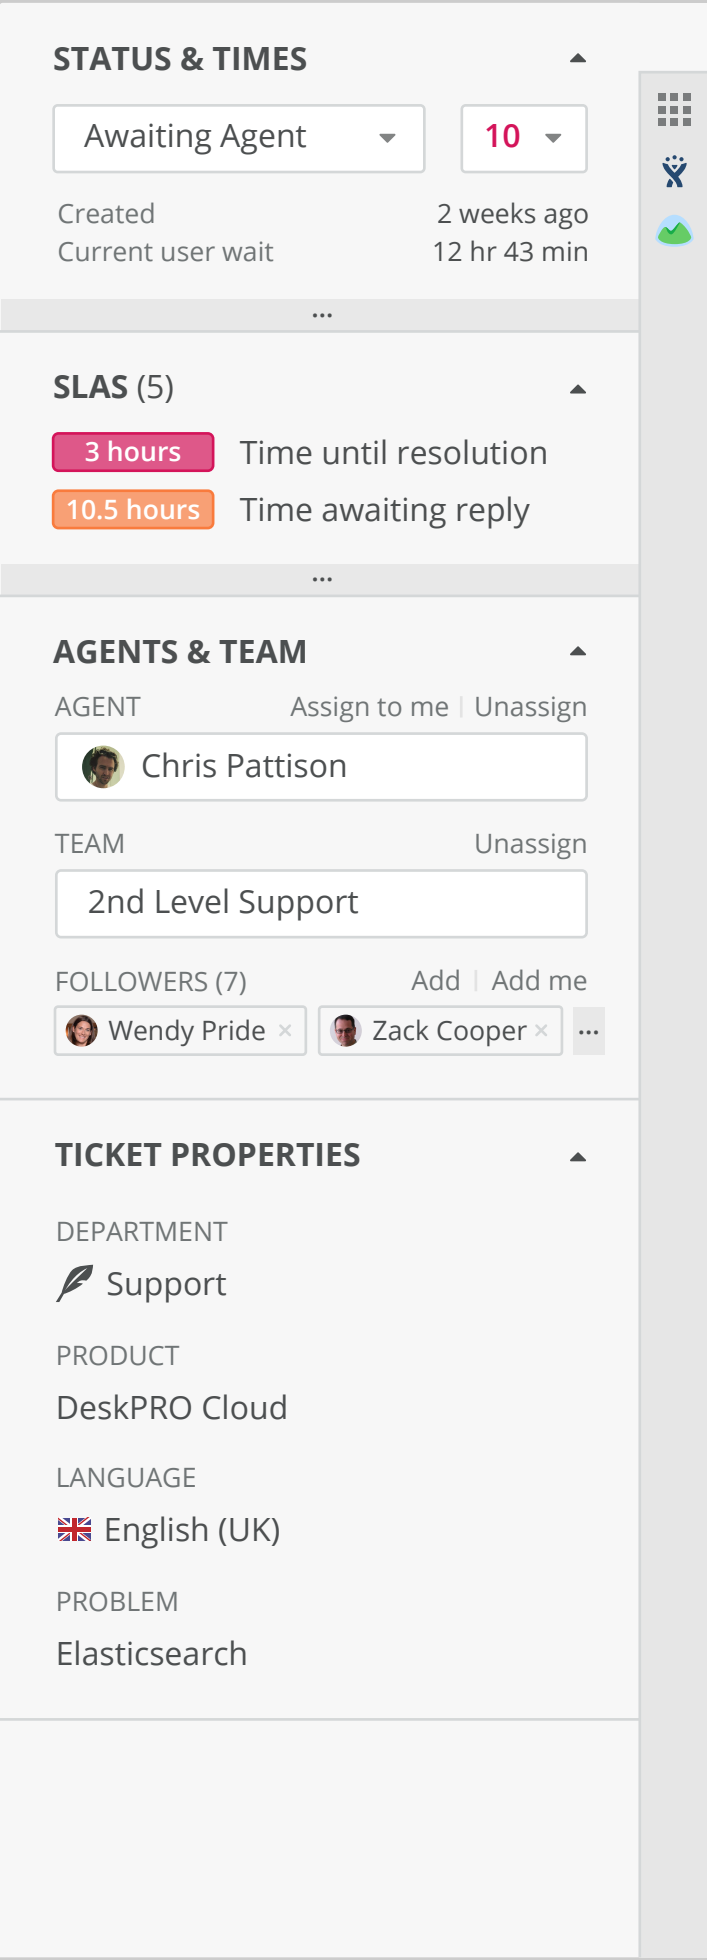 STATUS & TIMES
Awaiting Agent 10
Created 2 weeks ago
Current user wait 12 hr 43 min
...
SLAS (5)
3 hours Time until resolution
10.5 hours Time awaiting reply
...
AGENTS & TEAM
AGENT Assign to me | Unassign
Chris Pattison
TEAM Unassign
2nd Level Support
FOLLOWERS (7) Add | Add me
Wendy Pride × Zack Cooper × ...
TICKET PROPERTIES
DEPARTMENT
Support
PRODUCT
DeskPRO Cloud
LANGUAGE
English (UK)
PROBLEM
Elasticsearch